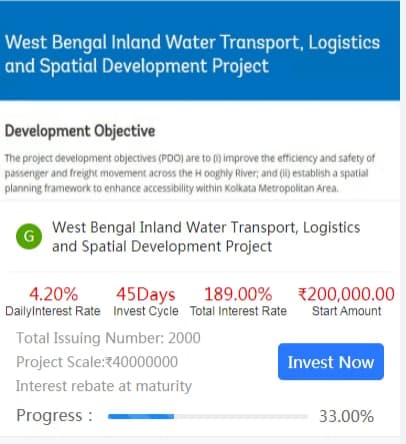 West Bengal Inland Water Transport, Logistics
and Spatial Development Project
Development Objective
The project development objectives (PDO) are to (i) improve the efficiency and safety of
passenger and freight movement across the H ooghly River; and (ii) establish a spatial
planning framework to enhance accessibility within Kolkata Metropolitan Area.
G
West Bengal Inland Water Transport, Logistics
and Spatial Development Project
4.20% 45Days 189.00% ₹200,000.00
DailyInterest Rate Invest Cycle Total Interest Rate Start Amount
Total Issuing Number: 2000
Project Scale:₹40000000
Invest Now
Interest rebate at maturity
Progress : 33.00%